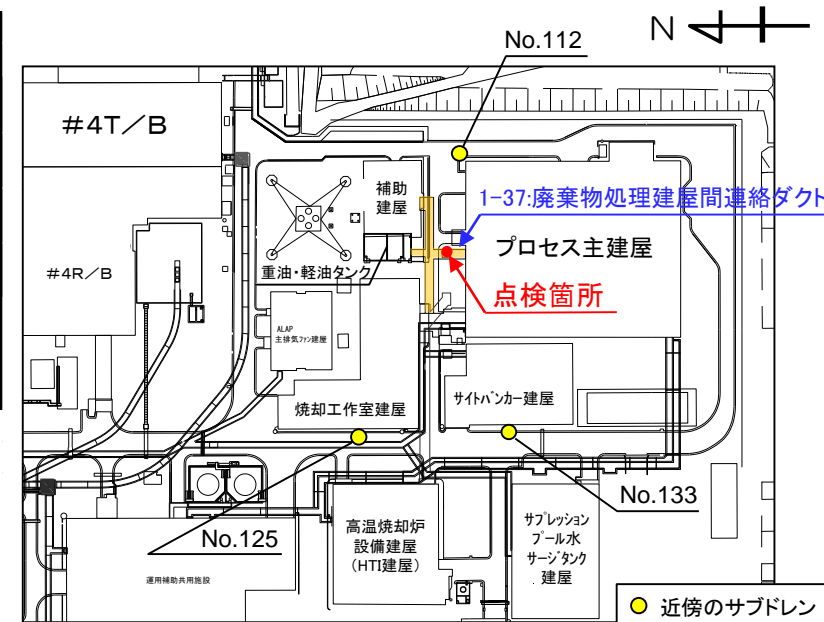 No.112
N
#4T/B
補助
建屋
1-37:廃棄物処理建屋間連絡ダクト
プロセス主建屋
#4R/B
重油・軽油タンク
点検箇所
ALAP
主排気ファン建屋
焼却工作室建屋
サイトバンカー建屋
No.125
No.133
高温焼却炉
設備建屋
(HTI建屋)
サプレッション
プール水
サージタンク
建屋
運用補助共用施設
近傍のサブドレン